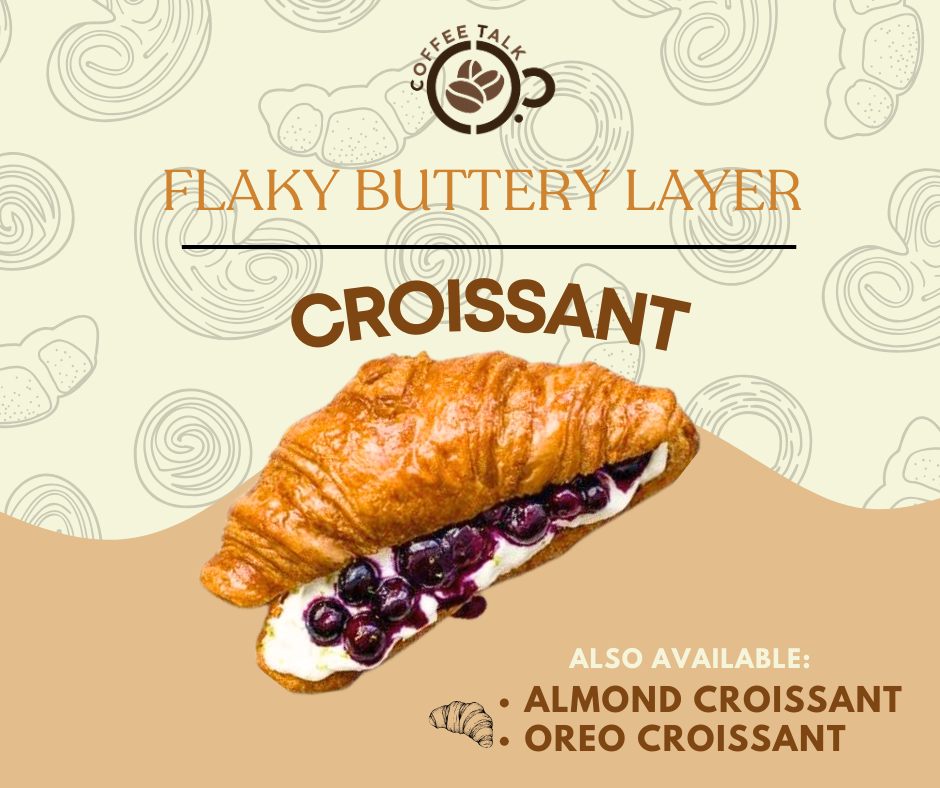 COFFEE TALK
FLAKY BUTTERY LAYER
CROISSANT
ALSO AVAILABLE:
• ALMOND CROISSANT
• OREO CROISSANT